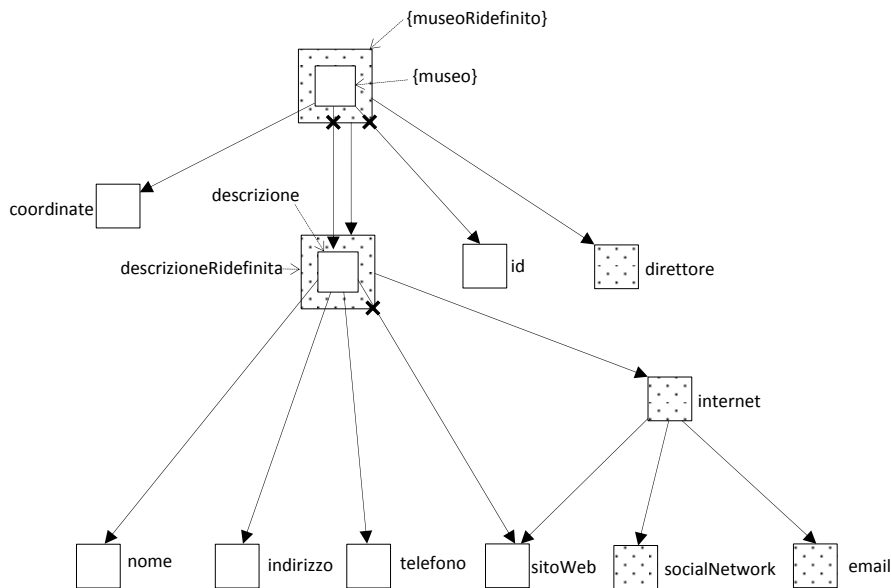 {museoRidefinito}
{museo}
coordinate
descrizione
descrizioneRidefinita
id
direttore
internet
nome
indirizzo
telefono
sitoWeb
socialNetwork
email